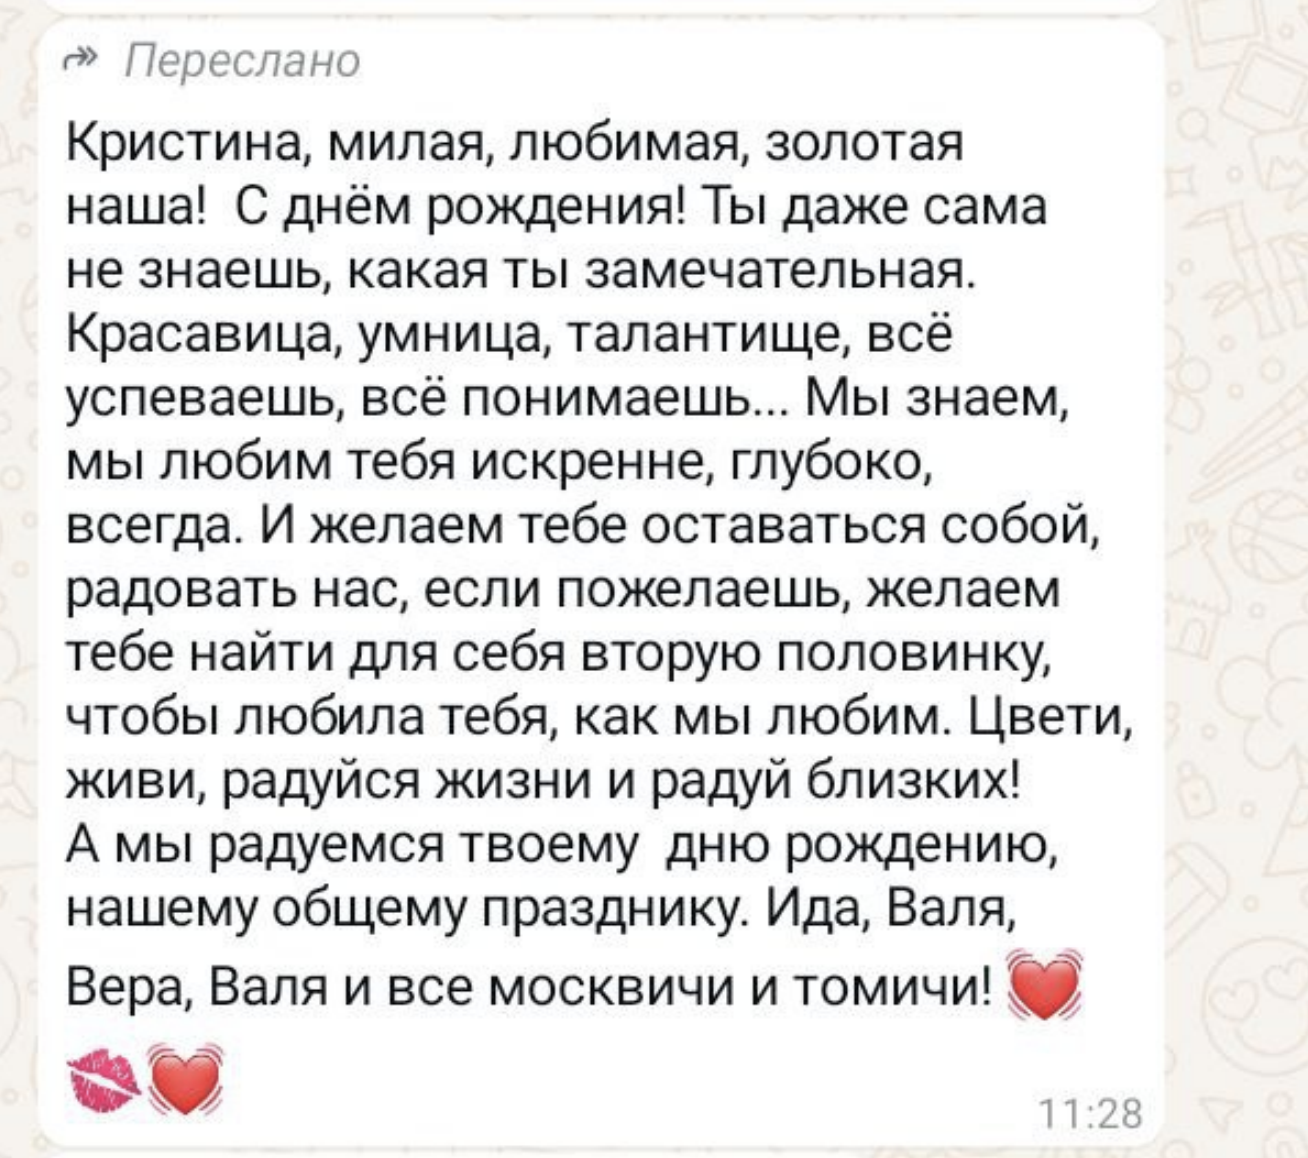 Переслано
Кристина, милая, любимая, золотая
наша!  С днём рождения! Ты даже сама
не знаешь, какая ты замечательная.
Красавица, умница, талантище, всё
успеваешь, всё понимаешь... Мы знаем,
мы любим тебя искренне, глубоко,
всегда. И желаем тебе оставаться собой,
радовать нас, если пожелаешь, желаем
тебе найти для себя вторую половинку,
чтобы любила тебя, как мы любим. Цвети,
живи, радуйся жизни и радуй близких!
А мы радуемся твоему  дню рождению,
нашему общему празднику. Ида, Валя,
Вера, Валя и все москвичи и томичи! 💓
💋💓
11:28